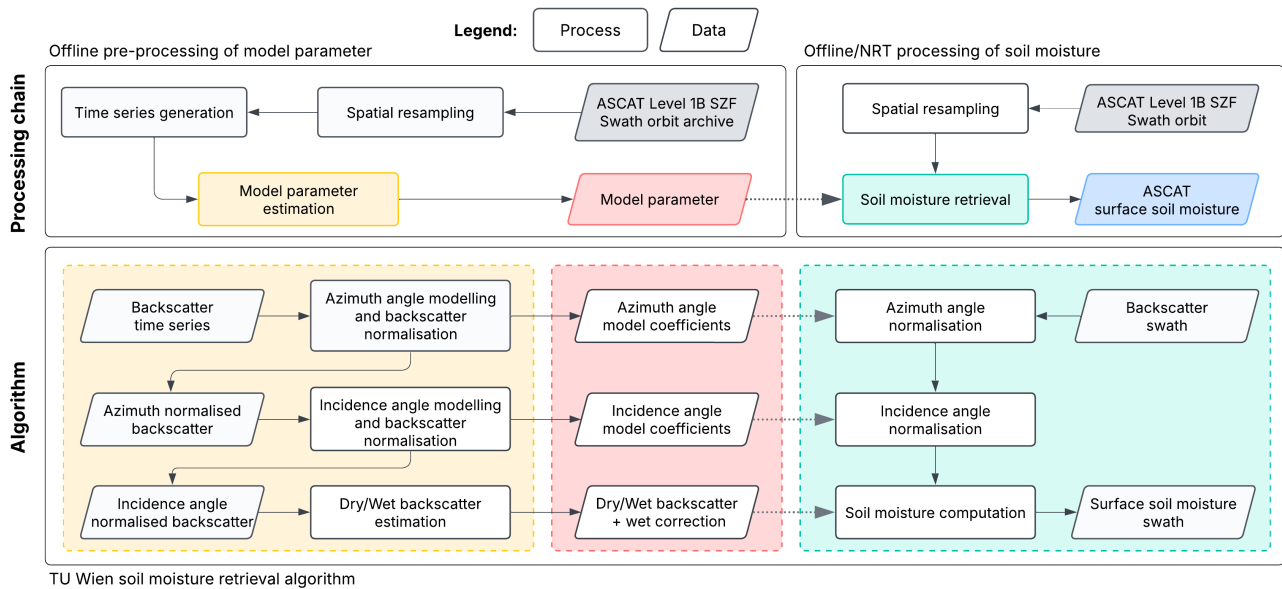 Legend:
Process
Data
Offline pre-processing of model parameter
Offline/NRT processing of soil moisture
Processing chain
Time series generation
Spatial resampling
ASCAT Level 1B SZF
Swath orbit archive
Spatial resampling
ASCAT Level 1B SZF
Swath orbit
Model parameter
estimation
Model parameter
Soil moisture retrieval
ASCAT
surface soil moisture
Algorithm
Backscatter
time series
Azimuth angle modelling
and backscatter
normalisation
Azimuth angle
model coefficients
Azimuth angle
normalisation
Backscatter
swath
Azimuth normalised
backscatter
Incidence angle modelling
and backscatter
normalisation
Incidence angle
model coefficients
Incidence angle
normalisation
Incidence angle
normalised backscatter
Dry/Wet backscatter
estimation
Dry/Wet backscatter
+ wet correction
Soil moisture computation
Surface soil moisture
swath
TU Wien soil moisture retrieval algorithm